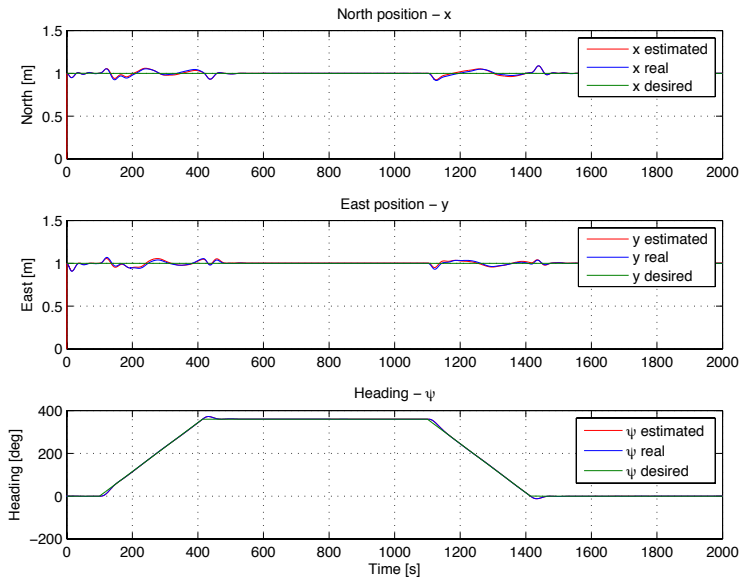 North position – x
1.5
1
0.5
0
North [m]
x estimated
x real
x desired
0 200 400 600 800 1000 1200 1400 1600 1800 2000
East position – y
1.5
1
0.5
0
East [m]
y estimated
y real
y desired
0 200 400 600 800 1000 1200 1400 1600 1800 2000
Heading – ψ
400
200
0
−200
Heading [deg]
ψ estimated
ψ real
ψ desired
0 200 400 600 800 1000 1200 1400 1600 1800 2000
Time [s]